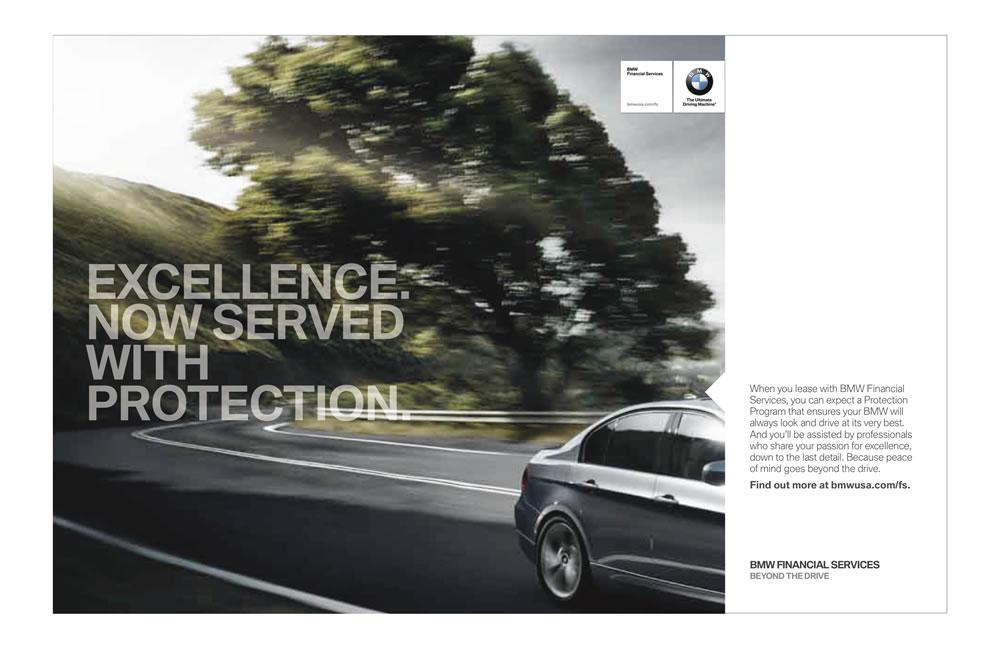 BMW
Financial Services
bmwusa.com/fs
BMW
The Ultimate
Driving Machine®
EXCELLENCE.
NOW SERVED
WITH
PROTECTION.
When you lease with BMW Financial
Services, you can expect a Protection
Program that ensures your BMW will
always look and drive at its very best.
And you'll be assisted by professionals
who share your passion for excellence,
down to the last detail. Because peace
of mind goes beyond the drive.
Find out more at bmwusa.com/fs.
BMW FINANCIAL SERVICES
BEYOND THE DRIVE